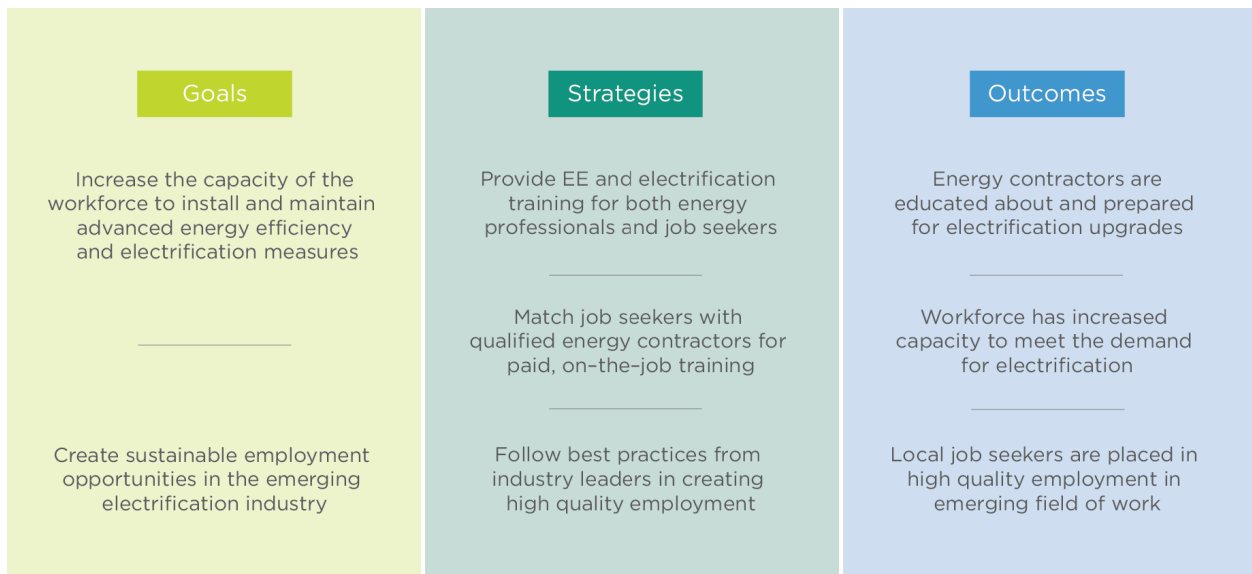 Goals
Increase the capacity of the
workforce to install and maintain
advanced energy efficiency
and electrification measures
Create sustainable employment
opportunities in the emerging
electrification industry
Strategies
Provide EE and electrification
training for both energy
professionals and job seekers
Match job seekers with
qualified energy contractors for
paid, on–the–job training
Follow best practices from
industry leaders in creating
high quality employment
Outcomes
Energy contractors are
educated about and prepared
for electrification upgrades
Workforce has increased
capacity to meet the demand
for electrification
Local job seekers are placed in
high quality employment in
emerging field of work